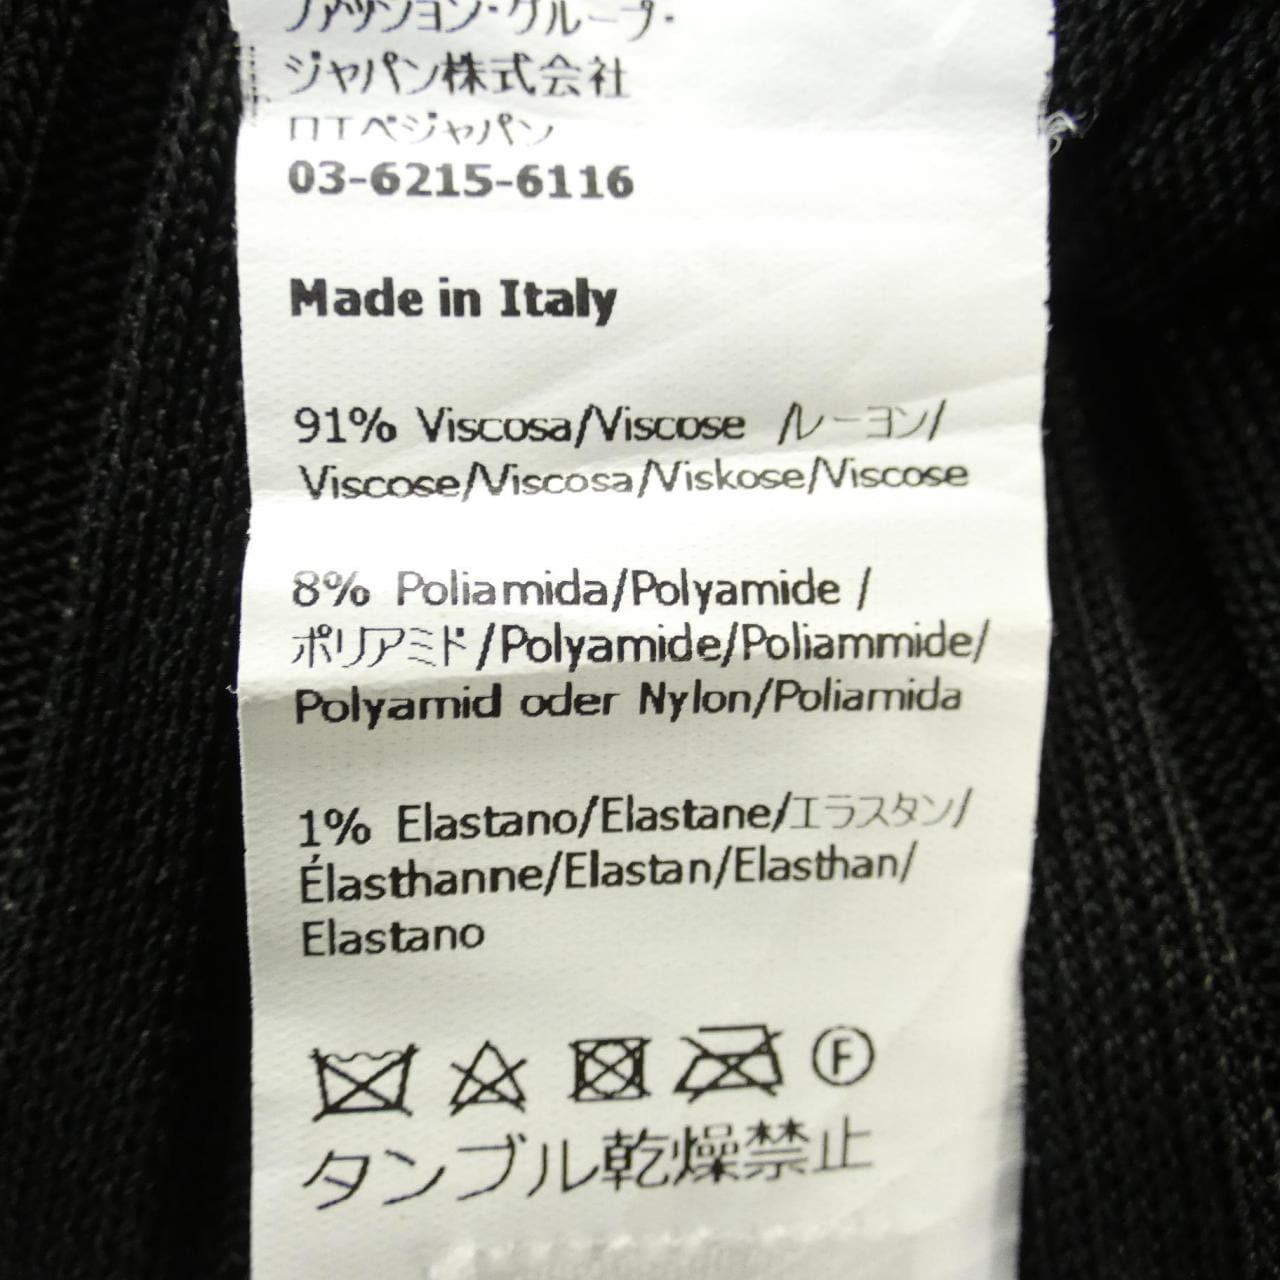 ファッション・グループ・
ジャパン株式会社
ロエベジャパン
03-6215-6116
Made in Italy
91% Viscosa/Viscose /レーヨン/
Viscose/Viscosa/Viskose/Viscose
8% Poliamida/Polyamide /
ポリアミド/Polyamide/Poliammide/
Polyamid oder Nylon/Poliamida
1% Elastano/Elastane/エラスタン/
Élasthanne/Elastan/Elasthan/
Elastano
F
タンブル乾燥禁止